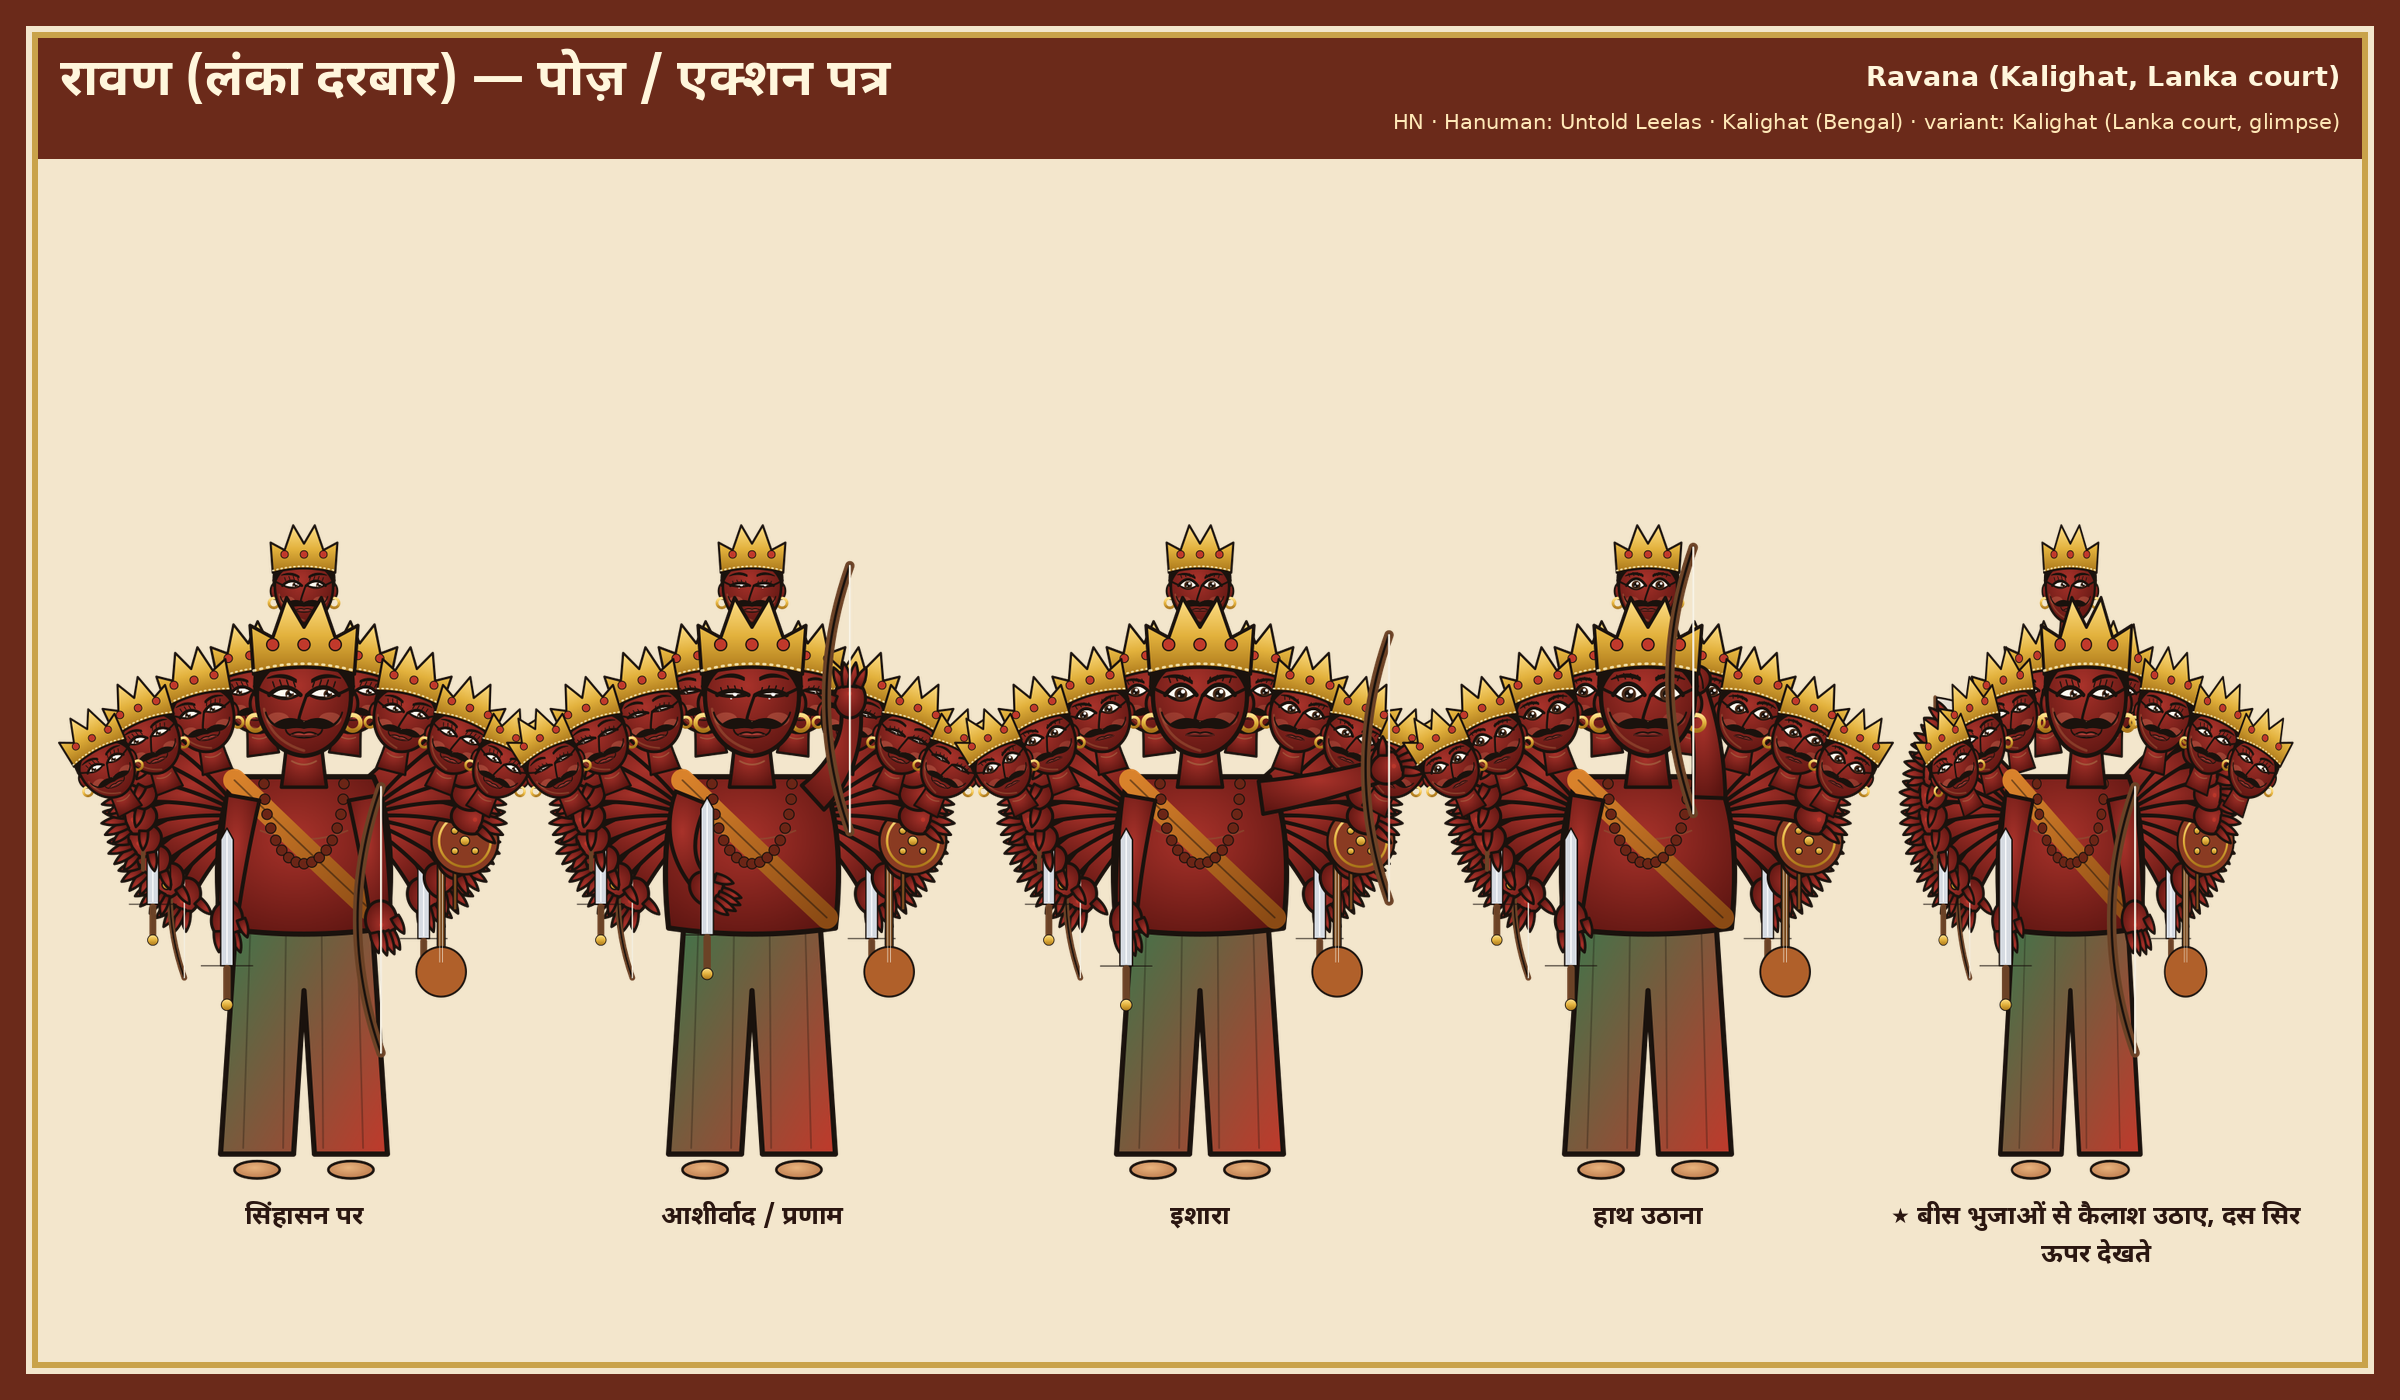 रावण (लंका दरबार) — पोज़ / एक्शन पत्र
Ravana (Kalighat, Lanka court)
HN · Hanuman: Untold Leelas · Kalighat (Bengal) · variant: Kalighat (Lanka court, glimpse)
सिंहासन पर
आशीर्वाद / प्रणाम
इशारा
हाथ उठाना
★ बीस भुजाओं से कैलाश उठाए, दस सिर
ऊपर देखते